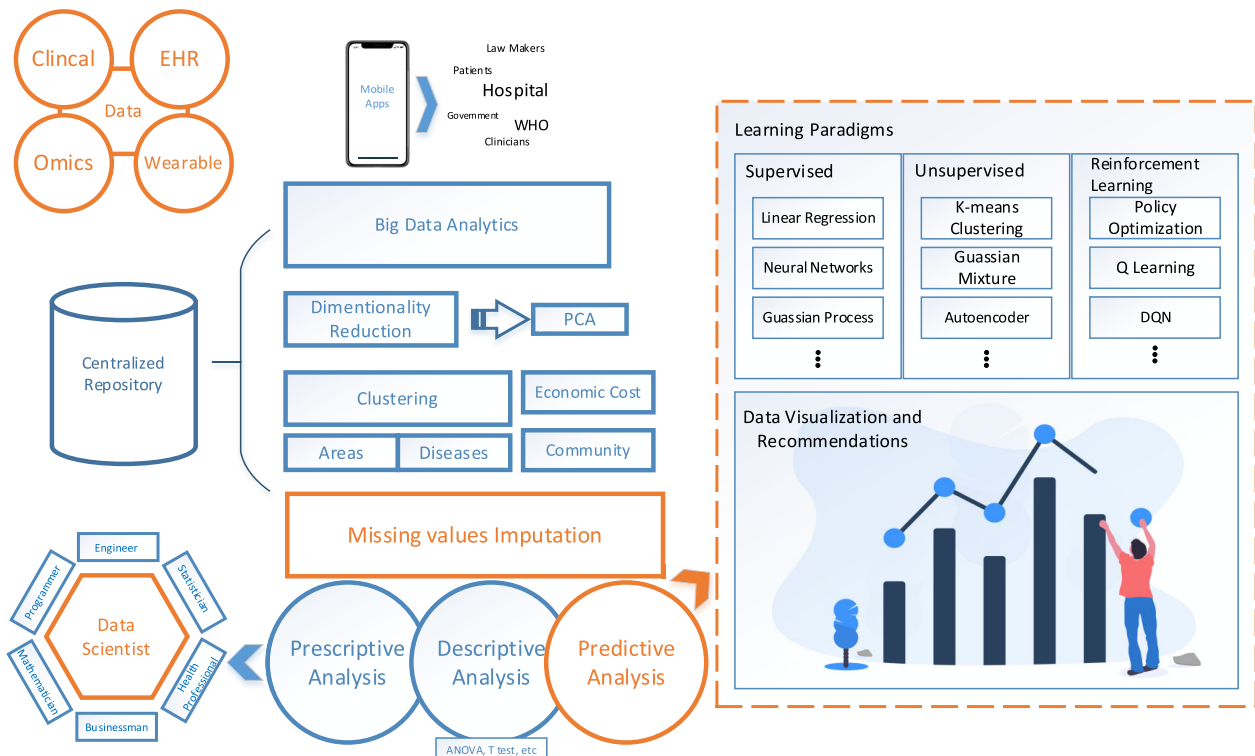 Clincal
EHR
Data
Omics
Wearable
Mobile
Apps
Law Makers
Patients
Hospital
Government
WHO
Clinicians
Big Data Analytics
Dimentionality
Reduction
PCA
Centralized
Repository
Clustering
Economic Cost
Areas
Diseases
Community
Missing values Imputation
Engineer
Programmer
Statistician
Data
Scientist
Mathematician
Health
Professional
Businessman
Prescriptive
Analysis
Descriptive
Analysis
Predictive
Analysis
ANOVA, T test, etc
Learning Paradigms
Supervised
Linear Regression
Neural Networks
Guassian Process
Unsupervised
K-means
Clustering
Guassian
Mixture
Autoencoder
Reinforcement
Learning
Policy
Optimization
Q Learning
DQN
Data Visualization and
Recommendations